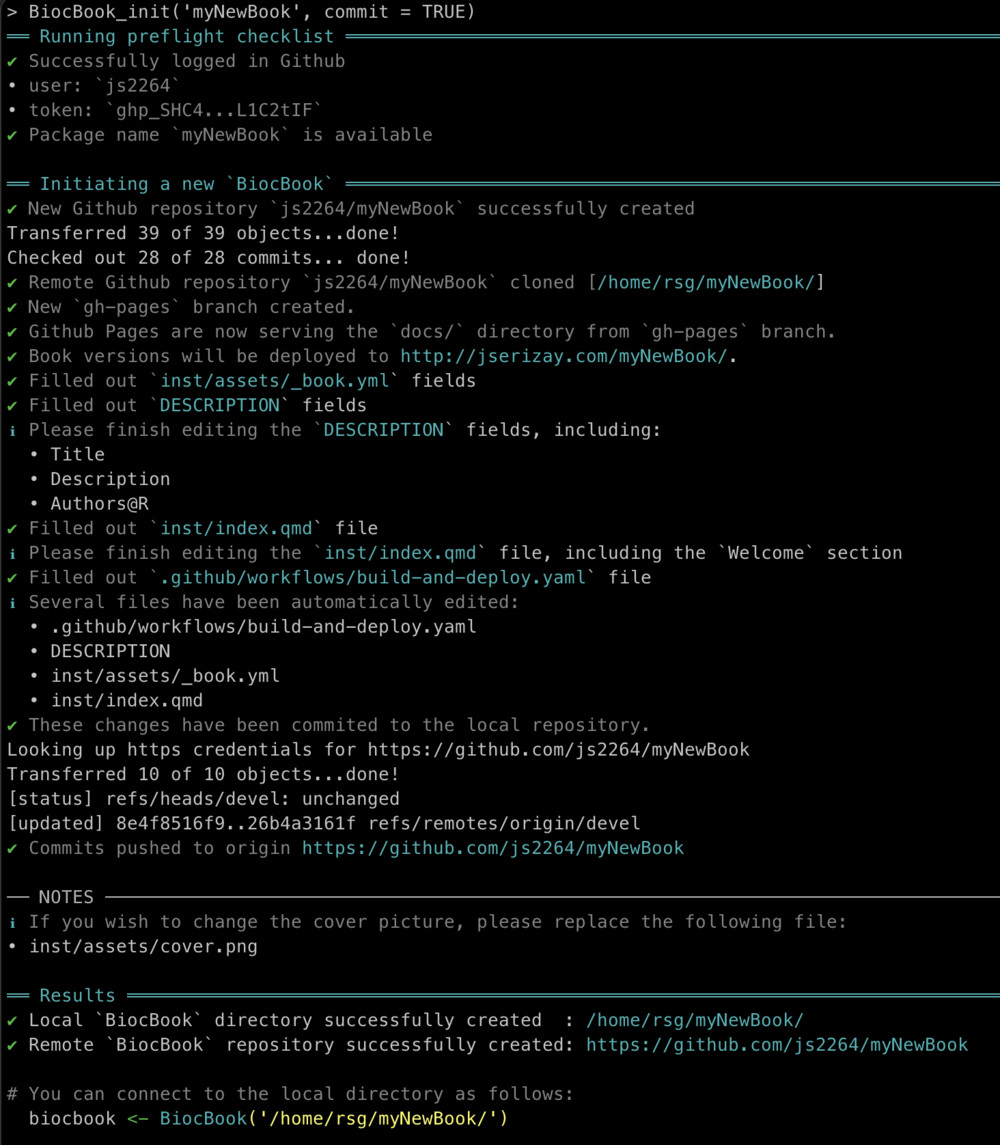 > BiocBook_init('myNewBook', commit = TRUE)
══ Running preflight checklist ══════════════
✔ Successfully logged in Github
• user: `js2264`
• token: `ghp_SHC4...L1C2tIF`
✔ Package name `myNewBook` is available
══ Initiating a new `BiocBook` ══════════════
✔ New Github repository `js2264/myNewBook` successfully created
Transferred 39 of 39 objects...done!
Checked out 28 of 28 commits... done!
✔ Remote Github repository `js2264/myNewBook` cloned [/home/rsg/myNewBook/]
✔ New `gh-pages` branch created.
✔ Github Pages are now serving the `docs/` directory from `gh-pages` branch.
✔ Book versions will be deployed to http://jserizay.com/myNewBook/.
✔ Filled out `inst/assets/_book.yml` fields
✔ Filled out `DESCRIPTION` fields
ℹ Please finish editing the `DESCRIPTION` fields, including:
• Title
• Description
• Authors@R
✔ Filled out `inst/index.qmd` file
ℹ Please finish editing the `inst/index.qmd` file, including the `Welcome` section
✔ Filled out `.github/workflows/build-and-deploy.yaml` file
ℹ Several files have been automatically edited:
• .github/workflows/build-and-deploy.yaml
• DESCRIPTION
• inst/assets/_book.yml
• inst/index.qmd
✔ These changes have been commited to the local repository.
Looking up https credentials for https://github.com/js2264/myNewBook
Transferred 10 of 10 objects...done!
[status] refs/heads/devel: unchanged
[updated] 8e4f8516f9..26b4a3161f refs/remotes/origin/devel
✔ Commits pushed to origin https://github.com/js2264/myNewBook
── NOTES ──────────────
ℹ If you wish to change the cover picture, please replace the following file:
• inst/assets/cover.png
══ Results ══════════════
✔ Local `BiocBook` directory successfully created  : /home/rsg/myNewBook/
✔ Remote `BiocBook` repository successfully created: https://github.com/js2264/myNewBook
# You can connect to the local directory as follows:
biocbook <- BiocBook('/home/rsg/myNewBook/')